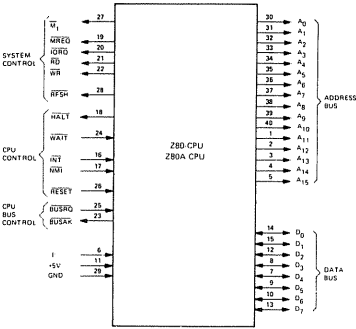 SYSTEM CONTROL
M1 27
MREQ 19
IORQ 20
RD 21
WR 22
RFSH 28
CPU CONTROL
HALT 18
WAIT 24
INT 16
NMI 17
RESET 26
CPU BUS CONTROL
BUSRQ 25
BUSAK 23
6
+5V 11
GND 29
Z80-CPU
Z80A CPU
30 A0
31 A1
32 A2
33 A3
34 A4
35 A5
36 A6
37 A7
38 A8
39 A9
40 A10
1 A11
2 A12
3 A13
4 A14
5 A15
ADDRESS BUS
14 D0
15 D1
12 D2
8 D3
7 D4
9 D5
10 D6
13 D7
DATA BUS